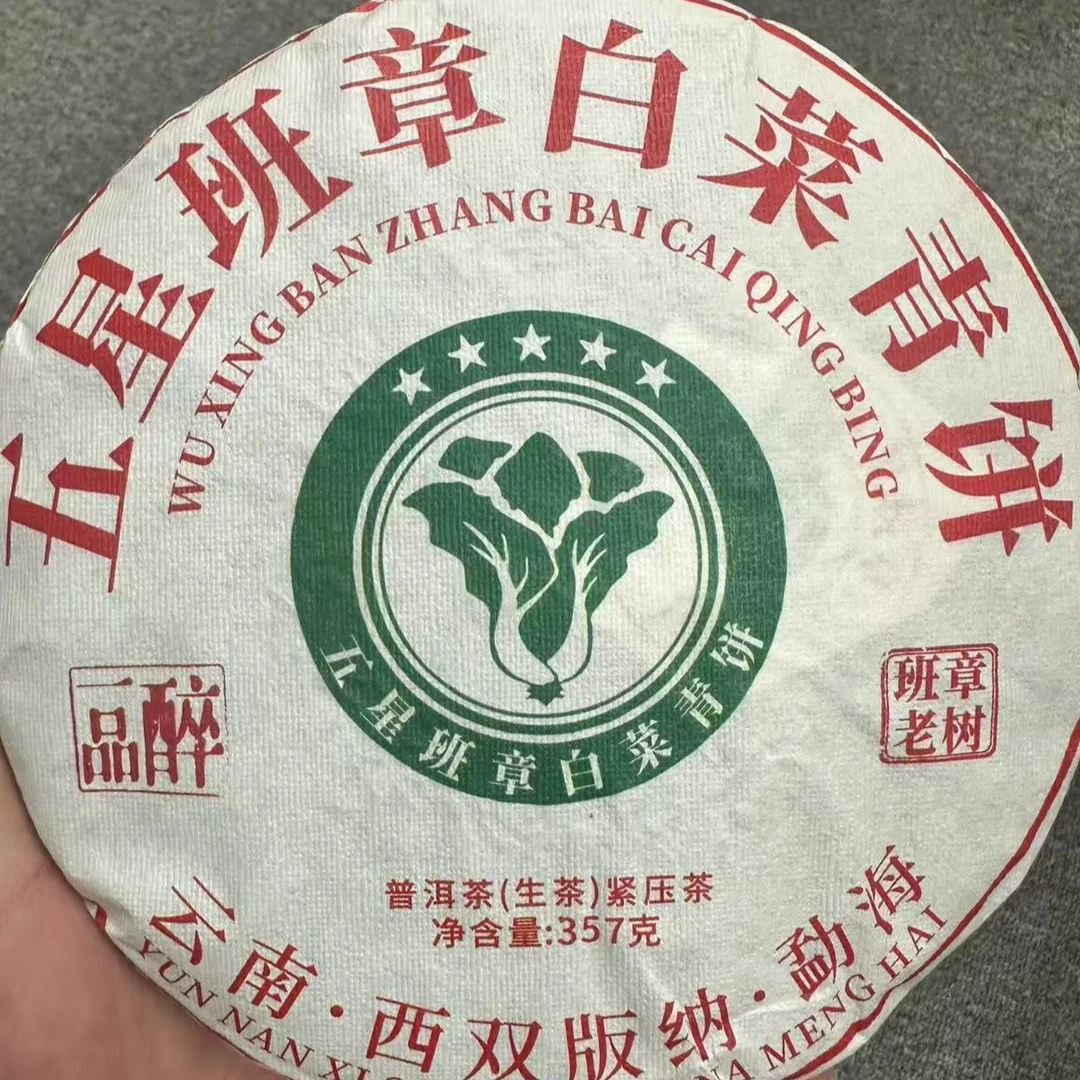 五星班章白菜青饼
WU XING BAN ZHANG BAI CAI QING BING
五星班章白菜青饼
一品醉
班章
老树
普洱茶(生茶)紧压茶
净含量:357克
云南·西双版纳·勐海
YUN NAN MENG HAI